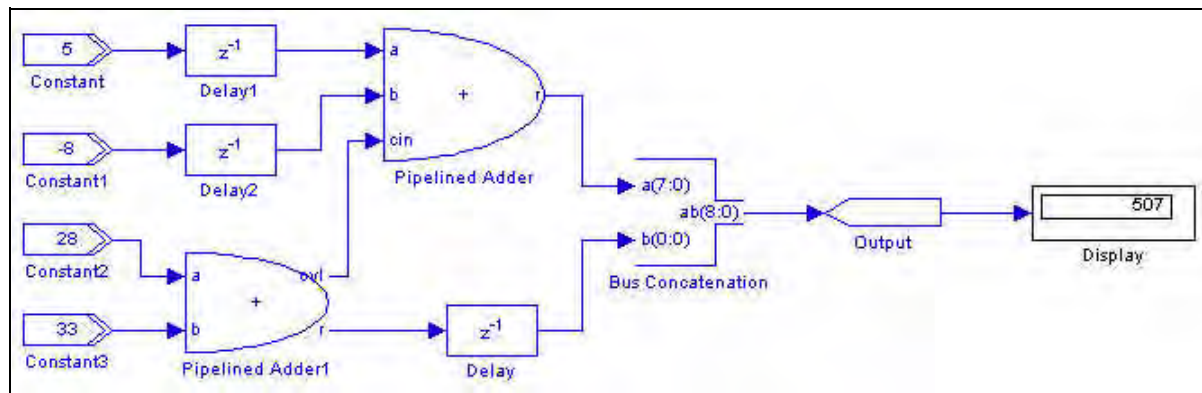 5
Constant
z-1
Delay1
a
b
cin
+
r
Pipelined Adder
-8
Constant1
z-1
Delay2
28
Constant2
33
Constant3
a
b
+
ovl
r
Pipelined Adder1
z-1
Delay
a(7:0)
b(0:0)
ab(8:0)
Bus Concatenation
Output
507
Display